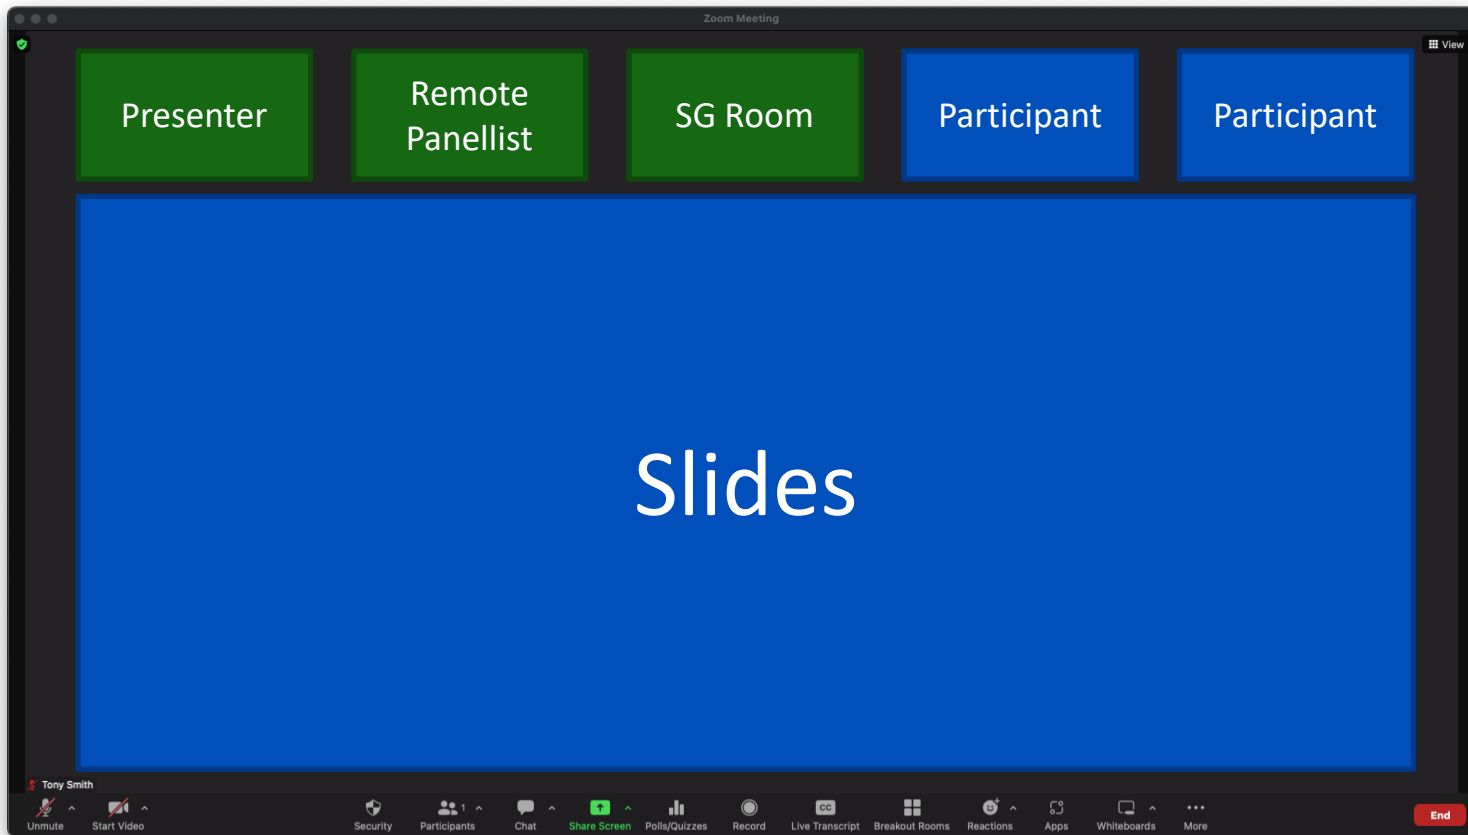 Zoom Meeting
View
Presenter
Remote
Panellist
SG Room
Participant
Participant
Slides
Tony Smith
1
CC
Unmute
Start Video
Security
Participants
Chat
Share Screen
Polls/Quizzes
Record
Live Transcript
Breakout Rooms
Reactions
Apps
Whiteboards
More
End